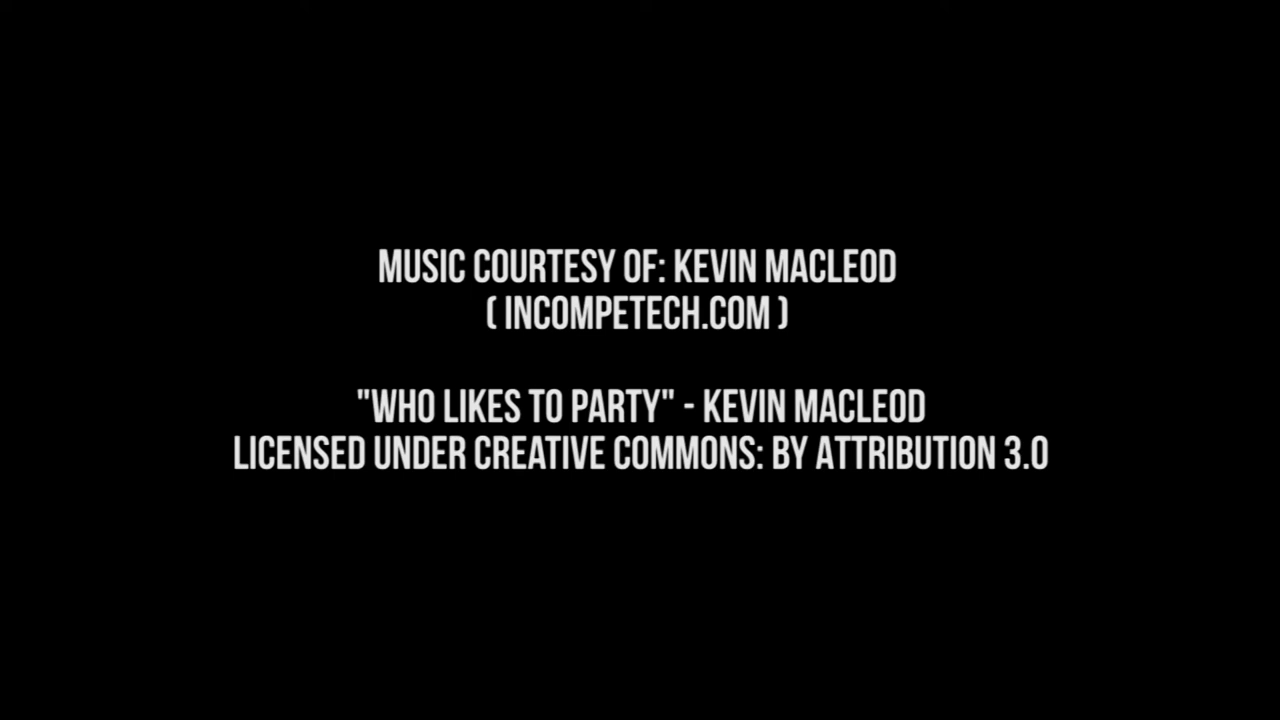 MUSIC COURTESY OF: KEVIN MACLEOD
( INCOMPETECH.COM )
"WHO LIKES TO PARTY" - KEVIN MACLEOD
LICENSED UNDER CREATIVE COMMONS: BY ATTRIBUTION 3.0